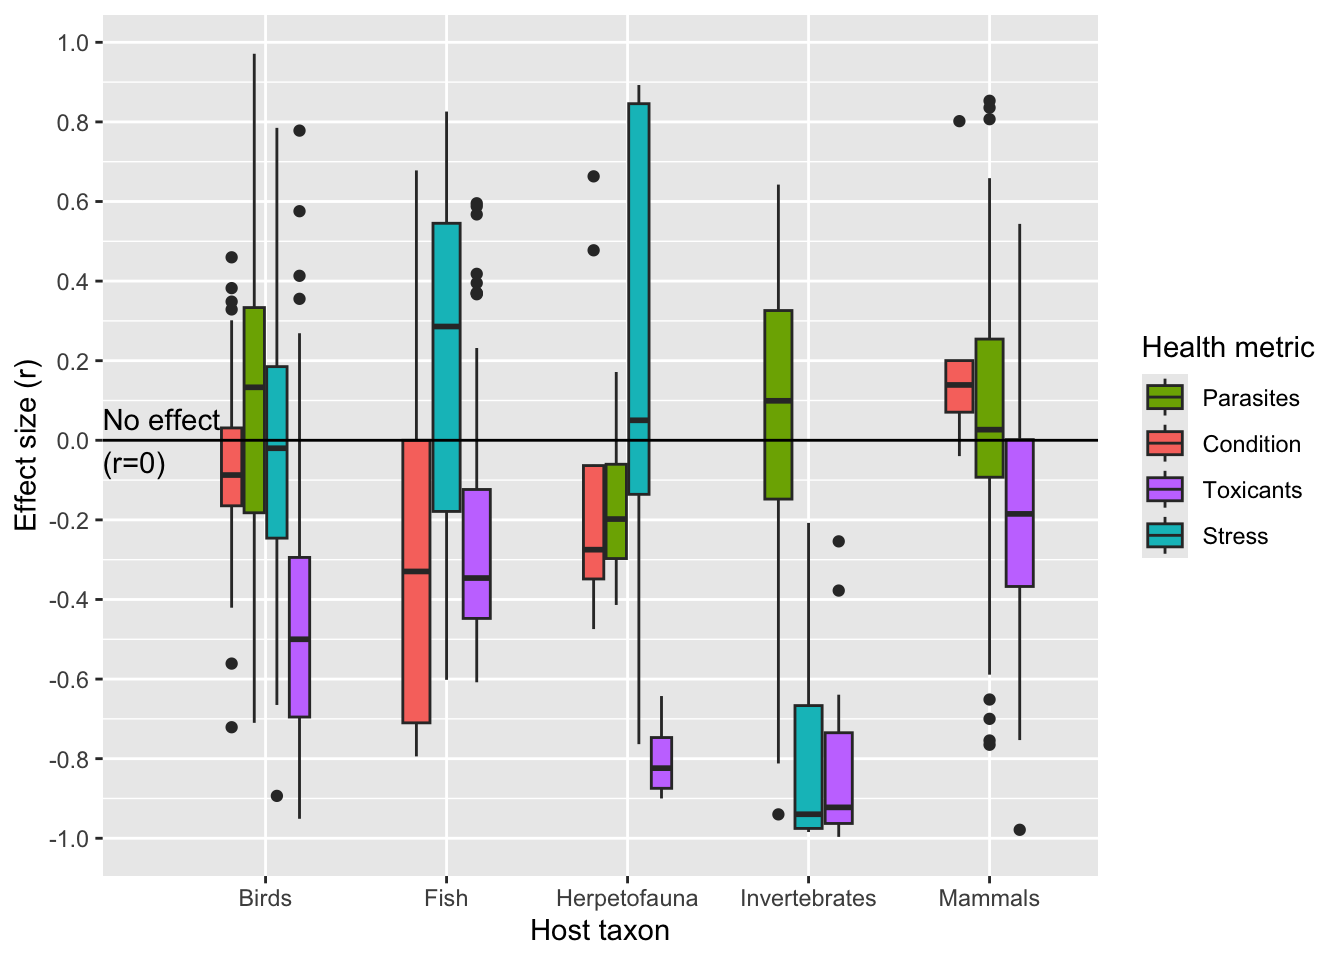 1.0
0.8
0.6
0.4
0.2
0.0
-0.2
-0.4
-0.6
-0.8
-1.0
Effect size (r)
No effect
(r=0)
Birds
Fish
Herpetofauna
Invertebrates
Mammals
Host taxon
Health metric
Parasites
Condition
Toxicants
Stress